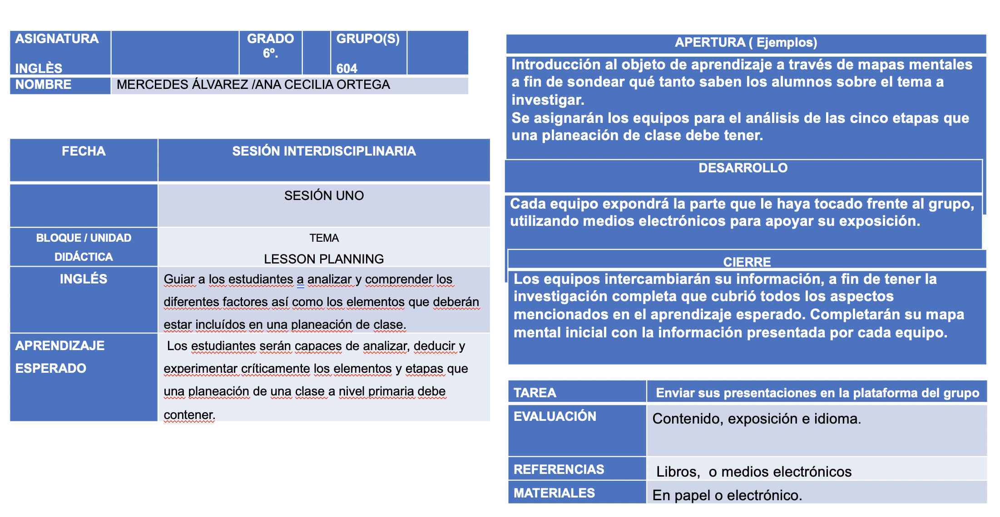 ASIGNATURA
INGLÈS
GRADO
6º.
GRUPO(S)
604
NOMBRE
MERCEDES ÁLVAREZ /ANA CECILIA ORTEGA
FECHA
SESIÓN INTERDISCIPLINARIA
SESIÓN UNO
BLOQUE / UNIDAD
DIDÁCTICA
TEMA
LESSON PLANNING
INGLÉS
Guiar a los estudiantes a analizar y comprender los
diferentes factores así como los elementos que deberán
estar incluídos en una planeación de clase.
APRENDIZAJE
ESPERADO
Los estudiantes serán capaces de analizar, deducir y
experimentar críticamente los elementos y etapas que
una planeación de una clase a nivel primaria debe
contener.
APERTURA ( Ejemplos)
Introducción al objeto de aprendizaje a través de mapas mentales
a fin de sondear qué tanto saben los alumnos sobre el tema a
investigar.
Se asignarán los equipos para el análisis de las cinco etapas que
una planeación de clase debe tener.
DESARROLLO
Cada equipo expondrá la parte que le haya tocado frente al grupo,
utilizando medios electrónicos para apoyar su exposición.
CIERRE
Los equipos intercambiarán su información, a fin de tener la
investigación completa que cubrió todos los aspectos
mencionados en el aprendizaje esperado. Completarán su mapa
mental inicial con la información presentada por cada equipo.
TAREA
Enviar sus presentaciones en la plataforma del grupo
EVALUACIÓN
Contenido, exposición e idioma.
REFERENCIAS
Libros,  o medios electrónicos
MATERIALES
En papel o electrónico.